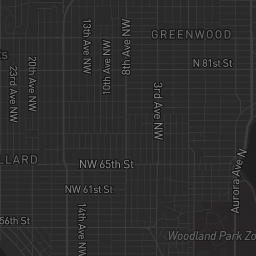 GREENWOOD
13th Ave NW
8th Ave NW
10th Ave NW
20th Ave NW
23rd Ave NW
N 81st St
3rd Ave NW
LLARD
NW 65th St
Aurora Ave N
NW 61st St
14th Ave NW
56th St
Woodland Park Zo